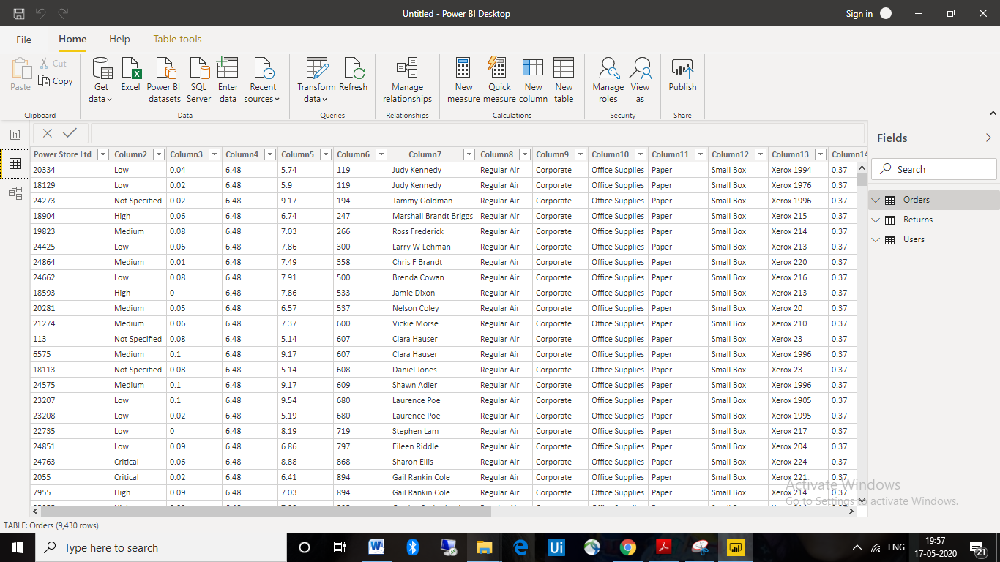 Untitled - Power BI Desktop
Sign in
File Home Help Table tools
Paste Cut Copy
Get data Excel Power BI datasets SQL Server Enter data Recent sources
Transform data Refresh
Manage relationships
New measure Quick measure New column New table
Manage roles View as
Publish
Clipboard Data Queries Relationships Calculations Security Share
Fields
Search
Orders
Returns
Users
Power Store Ltd Column2 Column3 Column4 Column5 Column6 Column7 Column8 Column9 Column10 Column11 Column12 Column13 Column14
20334 Low 0.04 6.48 5.74 119 Judy Kennedy Regular Air Corporate Office Supplies Paper Small Box Xerox 1994 0.37
18129 Low 0.02 6.48 5.9 119 Judy Kennedy Regular Air Corporate Office Supplies Paper Small Box Xerox 1976 0.37
24273 Not Specified 0.02 6.48 9.17 194 Tammy Goldman Regular Air Corporate Office Supplies Paper Small Box Xerox 1996 0.37
18904 High 0.06 6.48 6.74 247 Marshall Brandt Briggs Regular Air Corporate Office Supplies Paper Small Box Xerox 215 0.37
19823 Medium 0.08 6.48 7.03 266 Ross Frederick Regular Air Corporate Office Supplies Paper Small Box Xerox 214 0.37
24425 Low 0.06 6.48 7.86 300 Larry W Lehman Regular Air Corporate Office Supplies Paper Small Box Xerox 213 0.37
24864 Medium 0.01 6.48 7.49 358 Chris F Brandt Regular Air Corporate Office Supplies Paper Small Box Xerox 220 0.37
24662 Low 0.08 6.48 7.91 500 Brenda Cowan Regular Air Corporate Office Supplies Paper Small Box Xerox 216 0.37
18593 High 0 6.48 7.86 533 Jamie Dixon Regular Air Corporate Office Supplies Paper Small Box Xerox 213 0.37
20281 Medium 0.05 6.48 6.57 537 Nelson Coley Regular Air Corporate Office Supplies Paper Small Box Xerox 20 0.37
21274 Medium 0.06 6.48 7.37 600 Vickie Morse Regular Air Corporate Office Supplies Paper Small Box Xerox 210 0.37
113 Not Specified 0.08 6.48 5.14 607 Clara Hauser Regular Air Corporate Office Supplies Paper Small Box Xerox 23 0.37
6575 Medium 0.1 6.48 9.17 607 Clara Hauser Regular Air Corporate Office Supplies Paper Small Box Xerox 1996 0.37
18113 Not Specified 0.08 6.48 5.14 608 Daniel Jones Regular Air Corporate Office Supplies Paper Small Box Xerox 23 0.37
24575 Medium 0.1 6.48 9.17 609 Shawn Adler Regular Air Corporate Office Supplies Paper Small Box Xerox 1996 0.37
23207 Low 0.1 6.48 9.54 680 Laurence Poe Regular Air Corporate Office Supplies Paper Small Box Xerox 1905 0.37
23208 Low 0.02 6.48 5.19 680 Laurence Poe Regular Air Corporate Office Supplies Paper Small Box Xerox 1995 0.37
22735 Low 0 6.48 8.19 719 Stephen Lam Regular Air Corporate Office Supplies Paper Small Box Xerox 217 0.37
24851 Low 0.09 6.48 6.86 797 Eileen Riddle Regular Air Corporate Office Supplies Paper Small Box Xerox 204 0.37
24763 Critical 0.06 6.48 8.88 868 Sharon Ellis Regular Air Corporate Office Supplies Paper Small Box Xerox 224 0.37
2055 Critical 0.02 6.48 6.41 894 Gail Rankin Cole Regular Air Corporate Office Supplies Paper Small Box Xerox 221 0.37
7955 High 0.09 6.48 7.03 894 Gail Rankin Cole Regular Air Corporate Office Supplies Paper Small Box Xerox 214 0.37
Activate Windows
Go to Settings to activate Windows.
TABLE: Orders (9,430 rows)
Type here to search
ENG
19:57
17-05-2020
21